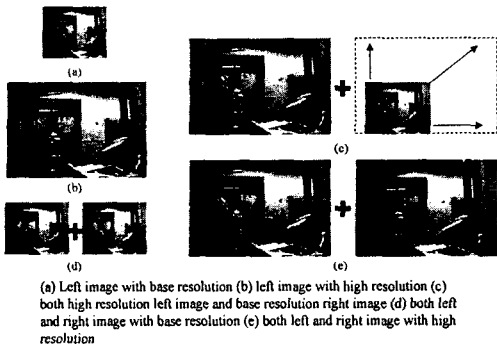 (a)
(b)
(c)
(d)
(e)
(a) Left image with base resolution (b) left image with high resolution (c)
both high resolution left image and base resolution right image (d) both left
and right image with base resolution (e) both left and right image with high
resolution